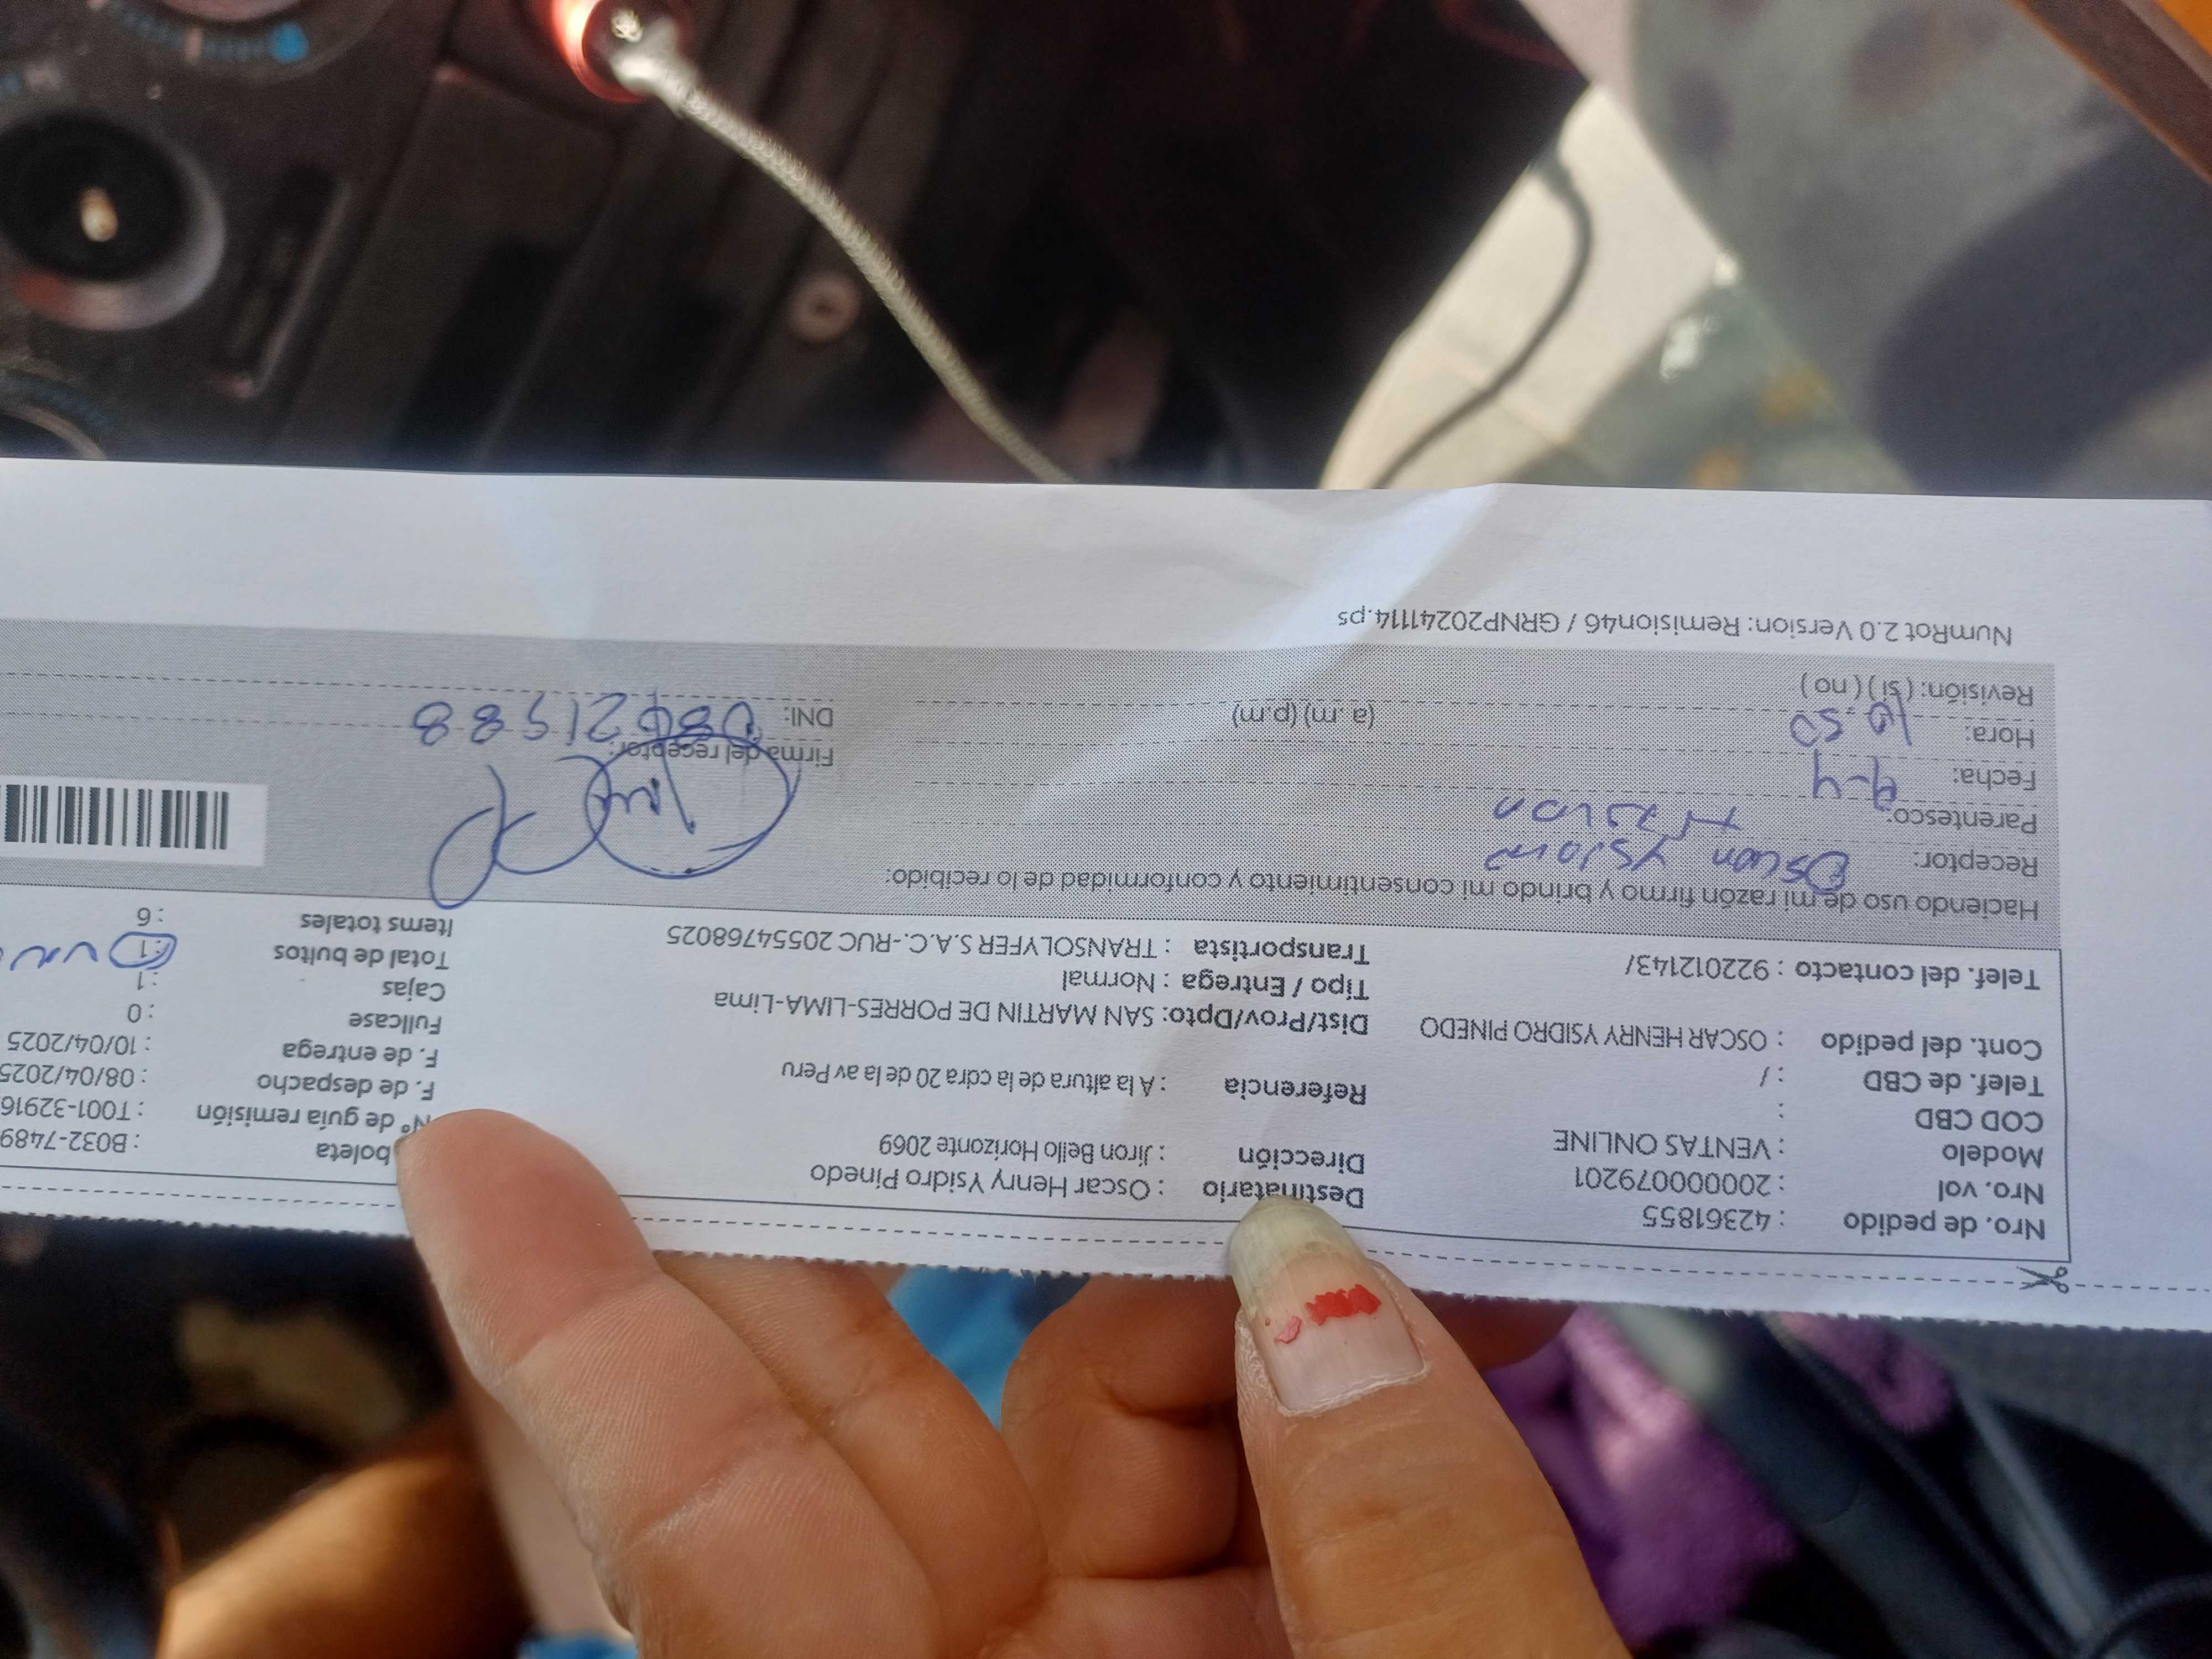 Nro. de pedido : 42361855
Nro. vol : 20000079201
Modelo : VENTAS ONLINE
COD CBD :
Telef. de CBD : /
Cont. del pedido : OSCAR HENRY YSIDRO PINEDO
Telef. del contacto : 922012143/
Destinatario : Oscar Henry Ysidro Pinedo
Dirección : Jiron Bello Horizonte 2069
Referencia : A la altura de la cdra 20 de la av Peru
Dist/Prov/Dpto: SAN MARTIN DE PORRES-LIMA-Lima
Tipo / Entrega : Normal
Transportista : TRANSOLYFER S.A.C.-RUC 20554768025
boleta : B032-7489
N° de guía remisión : T001-32916
F. de despacho : 08/04/2025
F. de entrega : 10/04/2025
Fullcase : 0
Cajas : 1
Total de bultos : 1
Items totales : 6
Haciendo uso de mi razón firmo y brindo mi consentimiento y conformidad de lo recibido:
Receptor:
Parentesco:
Fecha: 9-4
Hora: 10:50 (a.m) (p.m)
Revisión: ( si ) ( no )
Firma del receptor:
DNI:
NumRot 2.0 Version: Remision46 / GRNP20241114.ps